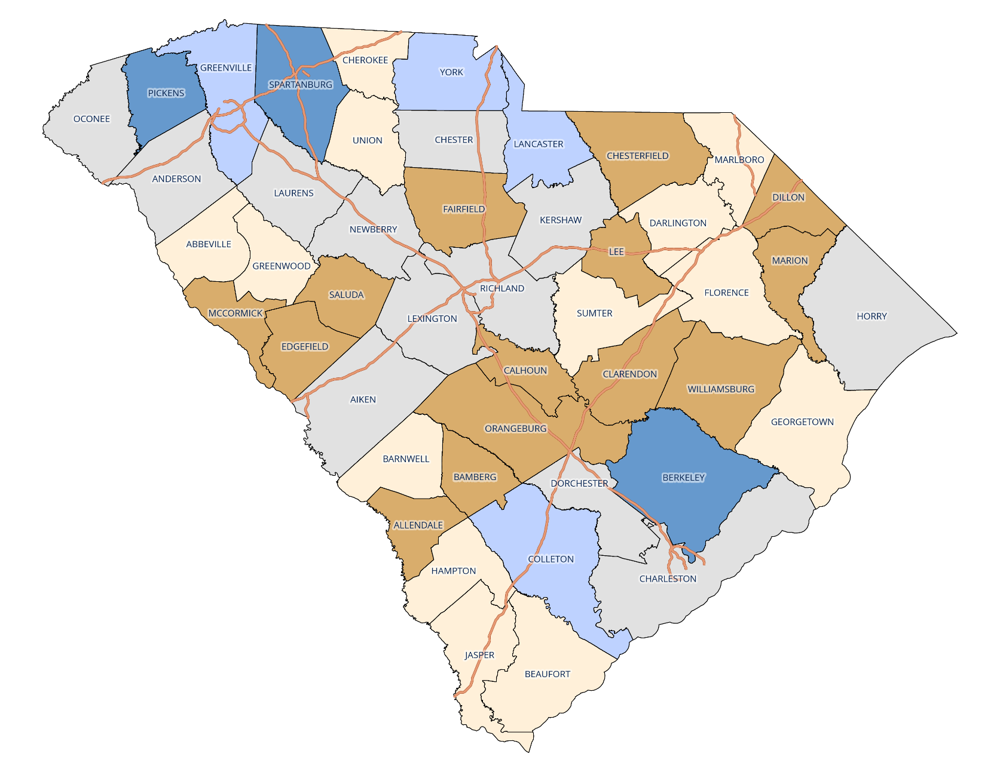 CHEROKEE
GREENVILLE
YORK
SPARTANBURG
PICKENS
OCONEE
UNION
CHESTER
LANCASTER
CHESTERFIELD
MARLBORO
ANDERSON
LAURENS
DILLON
FAIRFIELD
KERSHAW
DARLINGTON
NEWBERRY
ABBEVILLE
LEE
MARION
GREENWOOD
RICHLAND
FLORENCE
SALUDA
MCCORMICK
SUMTER
HORRY
LEXINGTON
EDGEFIELD
CALHOUN
CLARENDON
WILLIAMSBURG
AIKEN
GEORGETOWN
ORANGEBURG
BARNWELL
BAMBERG
BERKELEY
DORCHESTER
ALLENDALE
COLLETON
HAMPTON
CHARLESTON
JASPER
BEAUFORT